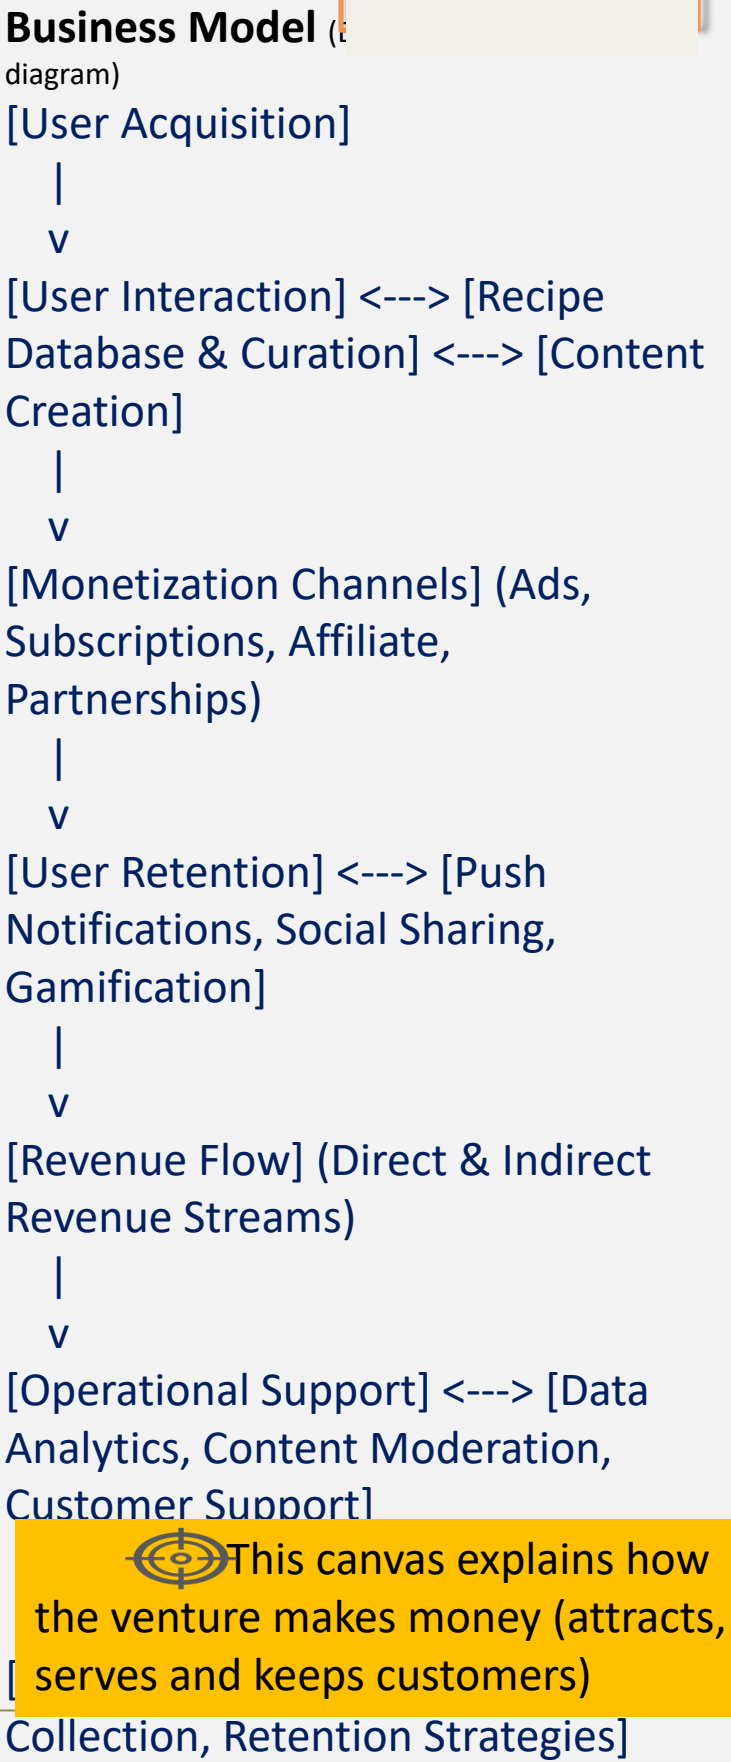 Business Model (
diagram)
[User Acquisition]
|
v
[User Interaction] <---> [Recipe
Database & Curation] <---> [Content
Creation]
|
v
[Monetization Channels] (Ads,
Subscriptions, Affiliate,
Partnerships)
|
v
[User Retention] <---> [Push
Notifications, Social Sharing,
Gamification]
|
v
[Revenue Flow] (Direct & Indirect
Revenue Streams)
|
v
[Operational Support] <---> [Data
Analytics, Content Moderation,
Customer Support]
This canvas explains how
the venture makes money (attracts,
serves and keeps customers)
[
Collection, Retention Strategies]